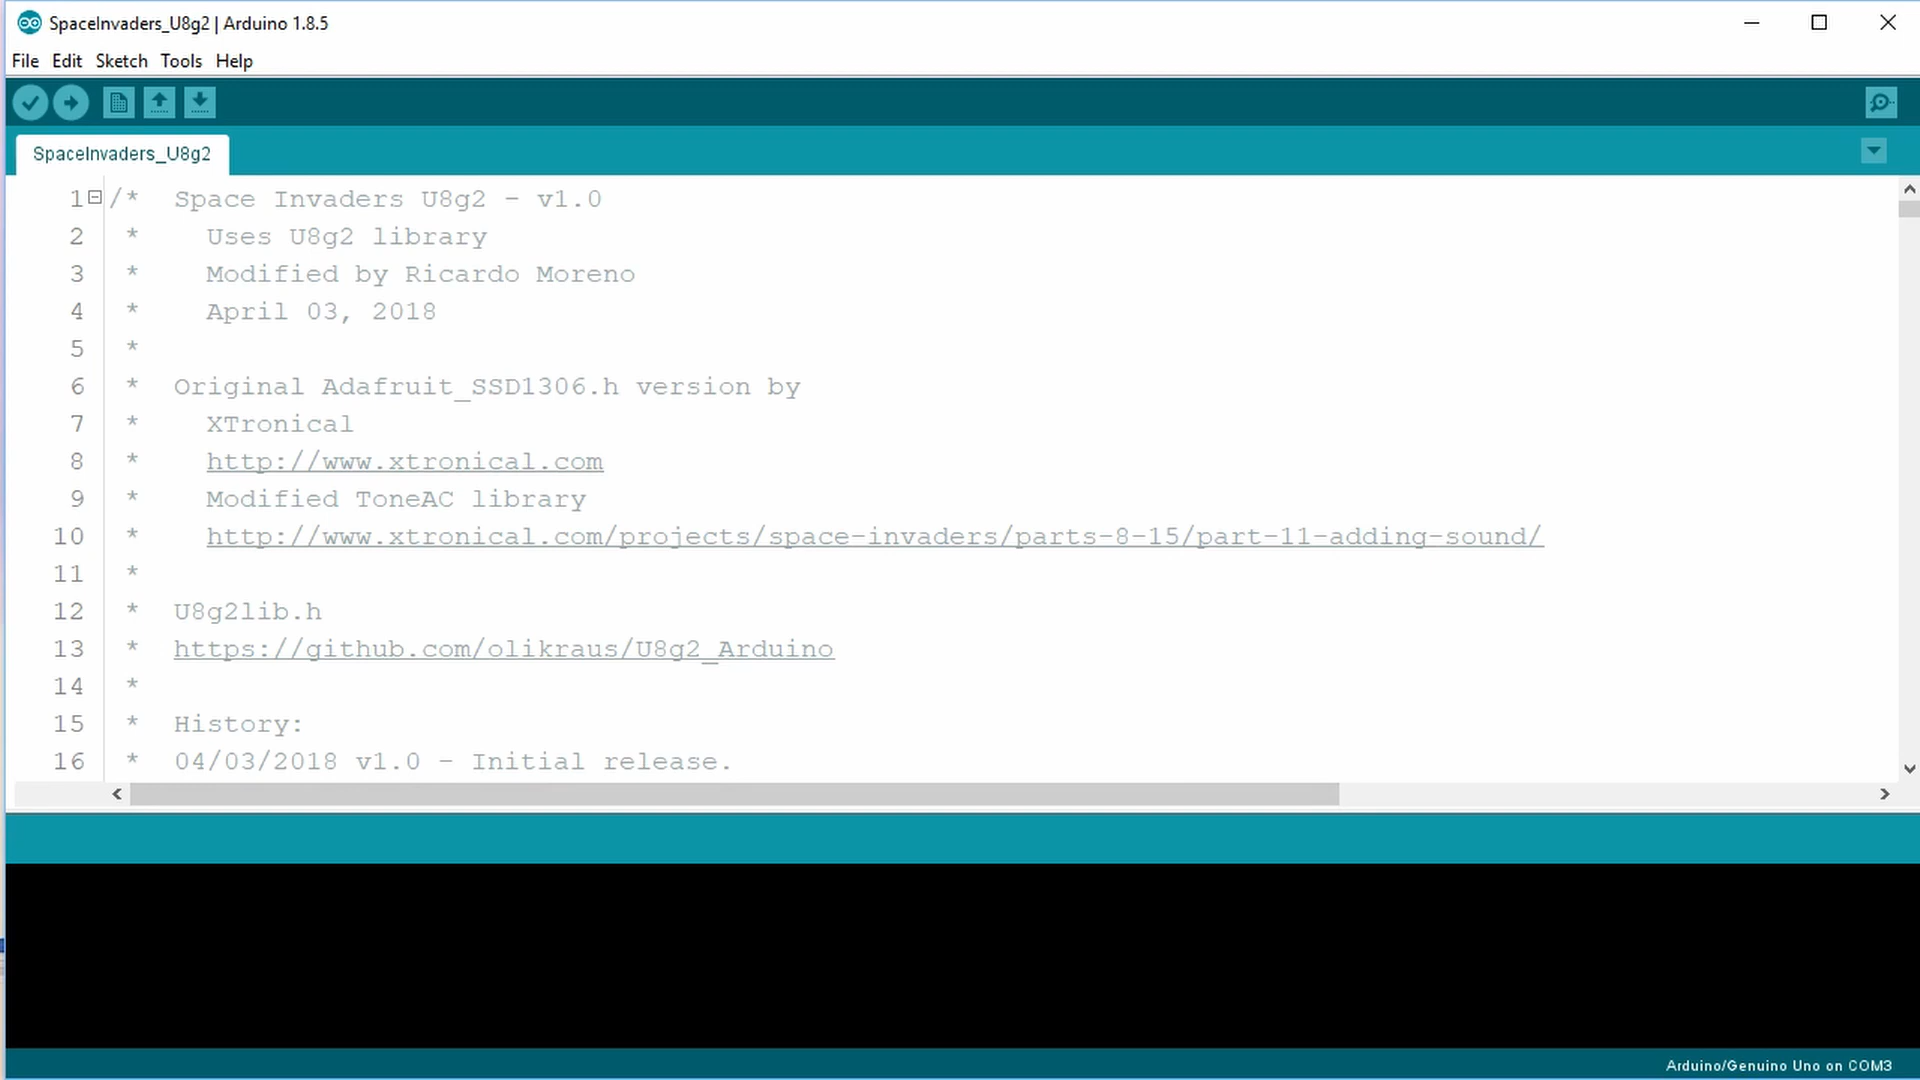 SpaceInvaders_U8g2 | Arduino 1.8.5
File Edit Sketch Tools Help
SpaceInvaders_U8g2
1 /* Space Invaders U8g2 - v1.0
2 * Uses U8g2 library
3 * Modified by Ricardo Moreno
4 * April 03, 2018
5 *
6 * Original Adafruit_SSD1306.h version by
7 * XTronical
8 * http://www.xtronical.com
9 * Modified ToneAC library
10 * http://www.xtronical.com/projects/space-invaders/parts-8-15/part-11-adding-sound/
11 *
12 * U8g2lib.h
13 * https://github.com/olikraus/U8g2_Arduino
14 *
15 * History:
16 * 04/03/2018 v1.0 - Initial release.
Arduino/Genuino Uno on COM3